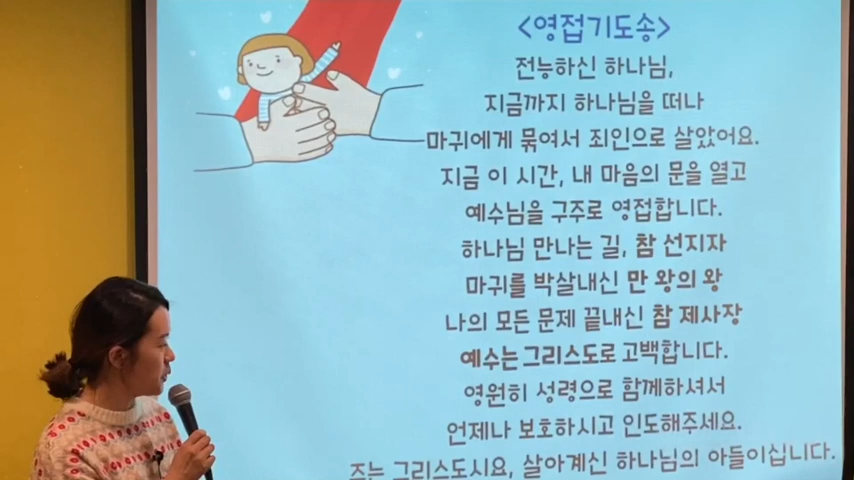 <영접기도송>
전능하신 하나님,
지금까지 하나님을 떠나
마귀에게 묶여서 죄인으로 살았어요.
지금 이 시간, 내 마음의 문을 열고
예수님을 구주로 영접합니다.
하나님 만나는 길, 참 선지자
마귀를 박살내신 만 왕의 왕
나의 모든 문제 끝내신 참 제사장
예수는 그리스도로 고백합니다.
영원히 성령으로 함께하셔서
언제나 보호하시고 인도해주세요.
주는 그리스도시요, 살아계신 하나님의 아들이십니다.